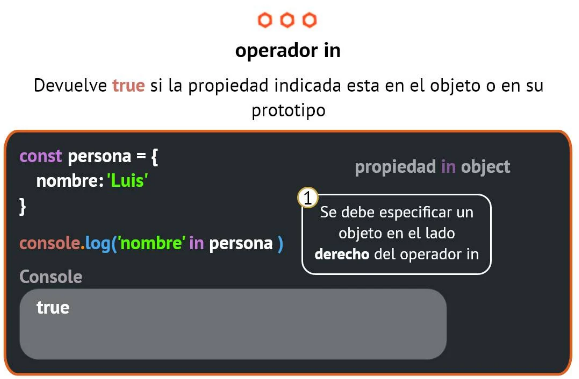 operador in
Devuelve true si la propiedad indicada esta en el objeto o en su
prototipo
const persona = {
nombre: 'Luis'
}
console.log('nombre' in persona )
propiedad in object
1
Se debe especificar un
objeto en el lado
derecho del operador in
Console
true